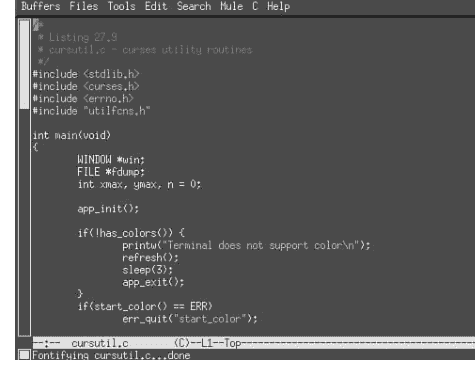 Buffers Files Tools Edit Search Mule C Help
/*
 * Listing 27.9
 * cursutil.c - curses utility routines
 */
#include <stdlib.h>
#include <curses.h>
#include <errno.h>
#include "utilfcns.h"

int main(void)
{
        WINDOW *win;
        FILE *fdump;
        int xmax, ymax, n = 0;

        app_init();

        if(!has_colors()) {
                printw("Terminal does not support color\n");
                refresh();
                sleep(3);
                app_exit();
        }
        if(start_color() == ERR)
                err_quit("start_color");

--:-- cursutil.c (C)--L1--Top--------------------------------------------
Fontifying cursutil.c...done